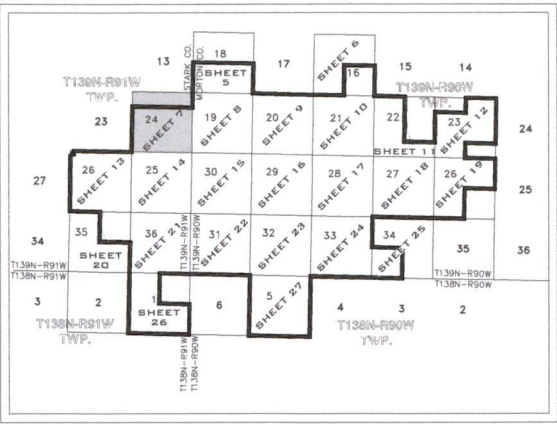 13
STARK CO.
MORTON CO.
18
SHEET
5
17
SHEET 6
16
15
14
T139N-R91W
TWP.
T139N-R90W
TWP.
23
24
SHEET 7
19
SHEET 8
20
SHEET 9
21
SHEET 10
22
SHEET 11
23
SHEET 12
24
27
26
SHEET 13
25
SHEET 14
30
SHEET 15
29
SHEET 16
28
SHEET 17
27
SHEET 18
26
SHEET 19
25
34
35
SHEET
20
36
SHEET 21
T139N-R91W
T139N-R90W
31
SHEET 22
32
SHEET 23
33
SHEET 24
34
SHEET 25
35
36
T139N-R91W
T138N-R91W
T139N-R90W
T138N-R90W
3
2
1
SHEET
26
6
5
SHEET 27
4
3
2
T138N-R91W
TWP.
T138N-R90W
TWP.
T138N-R91W
T138N-R90W